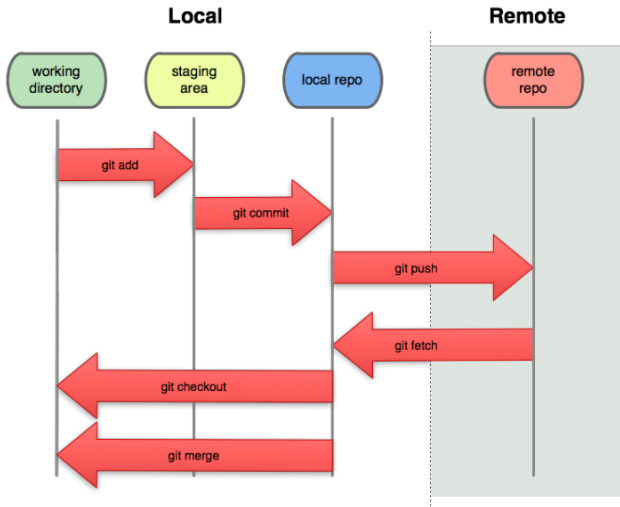 Local
Remote
working
directory
staging
area
local repo
remote
repo
git add
git commit
git push
git fetch
git checkout
git merge